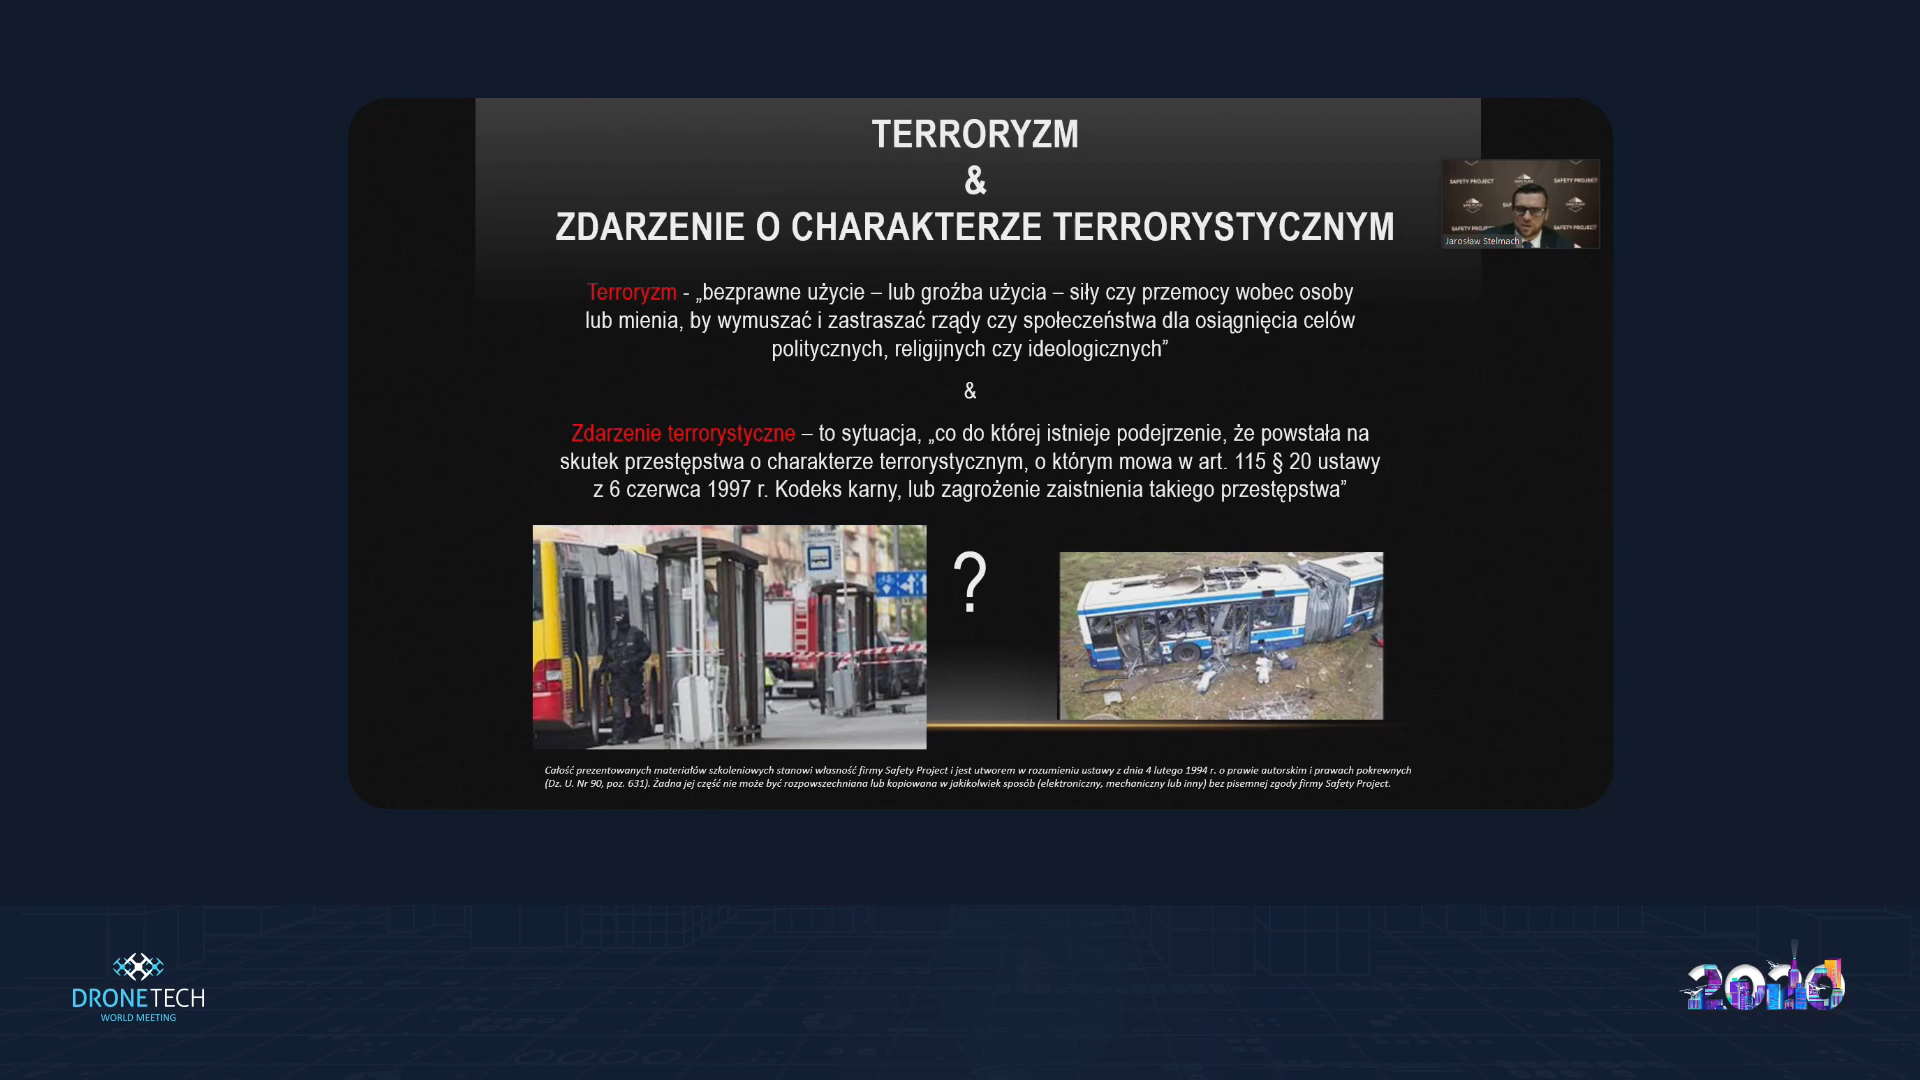 TERRORYZM
&
ZDARZENIE O CHARAKTERZE TERRORYSTYCZNYM
SAFETY PROJECT
SAFETY PROJECT
SAFETY PROJECT
Jarosław Stelmach
Terroryzm - „bezprawne użycie – lub groźba użycia – siły czy przemocy wobec osoby
lub mienia, by wymuszać i zastraszać rządy czy społeczeństwa dla osiągnięcia celów
politycznych, religijnych czy ideologicznych”
&
Zdarzenie terrorystyczne – to sytuacja, „co do której istnieje podejrzenie, że powstała na
skutek przestępstwa o charakterze terrorystycznym, o którym mowa w art. 115 § 20 ustawy
z 6 czerwca 1997 r. Kodeks karny, lub zagrożenie zaistnienia takiego przestępstwa”
?
Całość prezentowanych materiałów szkoleniowych stanowi własność firmy Safety Project i jest utworem w rozumieniu ustawy z dnia 4 lutego 1994 r. o prawie autorskim i prawach pokrewnych
(Dz. U. Nr 90, poz. 631). Żadna jej część nie może być rozpowszechniana lub kopiowana w jakikolwiek sposób (elektroniczny, mechaniczny lub inny) bez pisemnej zgody firmy Safety Project.
DRONETECH
WORLD MEETING
2020